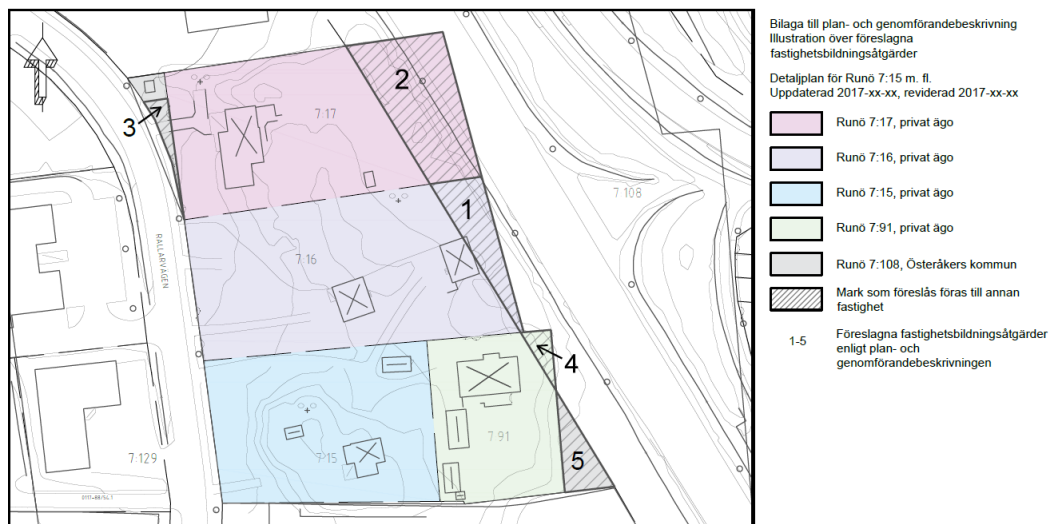 2
3
7:17
1
7:108
RALLARVÄGEN
7:16
4
7:91
5
7:129
7:15
Bilaga till plan- och genomförandebeskrivning
Illustration över föreslagna
fastighetsbildningsåtgärder
Detaljplan för Runö 7:15 m. fl.
Uppdaterad 2017-xx-xx, reviderad 2017-xx-xx
Runö 7:17, privat ägo
Runö 7:16, privat ägo
Runö 7:15, privat ägo
Runö 7:91, privat ägo
Runö 7:108, Österåkers kommun
Mark som föreslås föras till annan
fastighet
1-5
Föreslagna fastighetsbildningsåtgärder
enligt plan- och
genomförandebeskrivningen